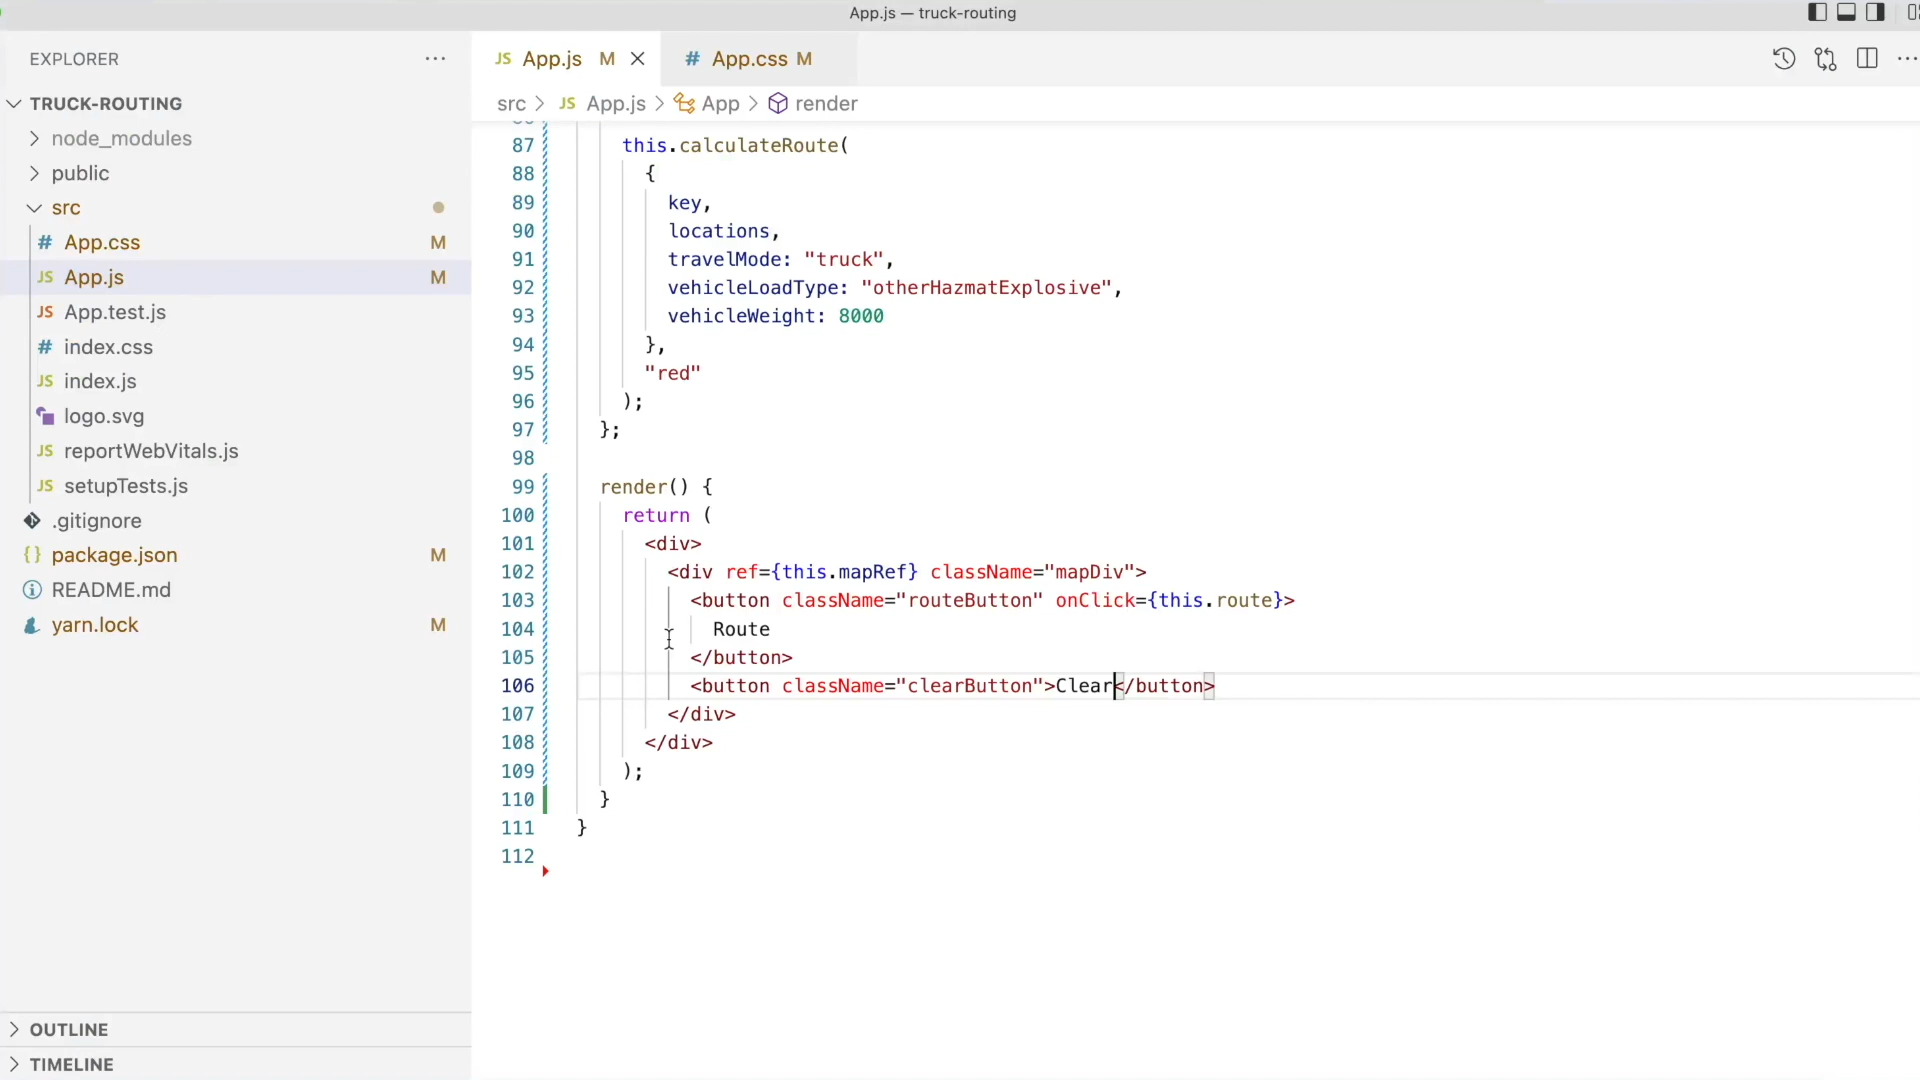 App.js — truck-routing
EXPLORER
JS App.js M
# App.css M
TRUCK-ROUTING
src > JS App.js > App > render
node_modules
public
src
# App.css M
JS App.js M
JS App.test.js
# index.css
JS index.js
logo.svg
JS reportWebVitals.js
JS setupTests.js
.gitignore
{} package.json M
README.md
yarn.lock M
OUTLINE
TIMELINE
87 this.calculateRoute(
88 {
89 key,
90 locations,
91 travelMode: "truck",
92 vehicleLoadType: "otherHazmatExplosive",
93 vehicleWeight: 8000
94 },
95 "red"
96 );
97 };
98
99 render() {
100 return (
101 <div>
102 <div ref={this.mapRef} className="mapDiv">
103 <button className="routeButton" onClick={this.route}>
104 Route
105 </button>
106 <button className="clearButton">Clear</button>
107 </div>
108 </div>
109 );
110 }
111 }
112